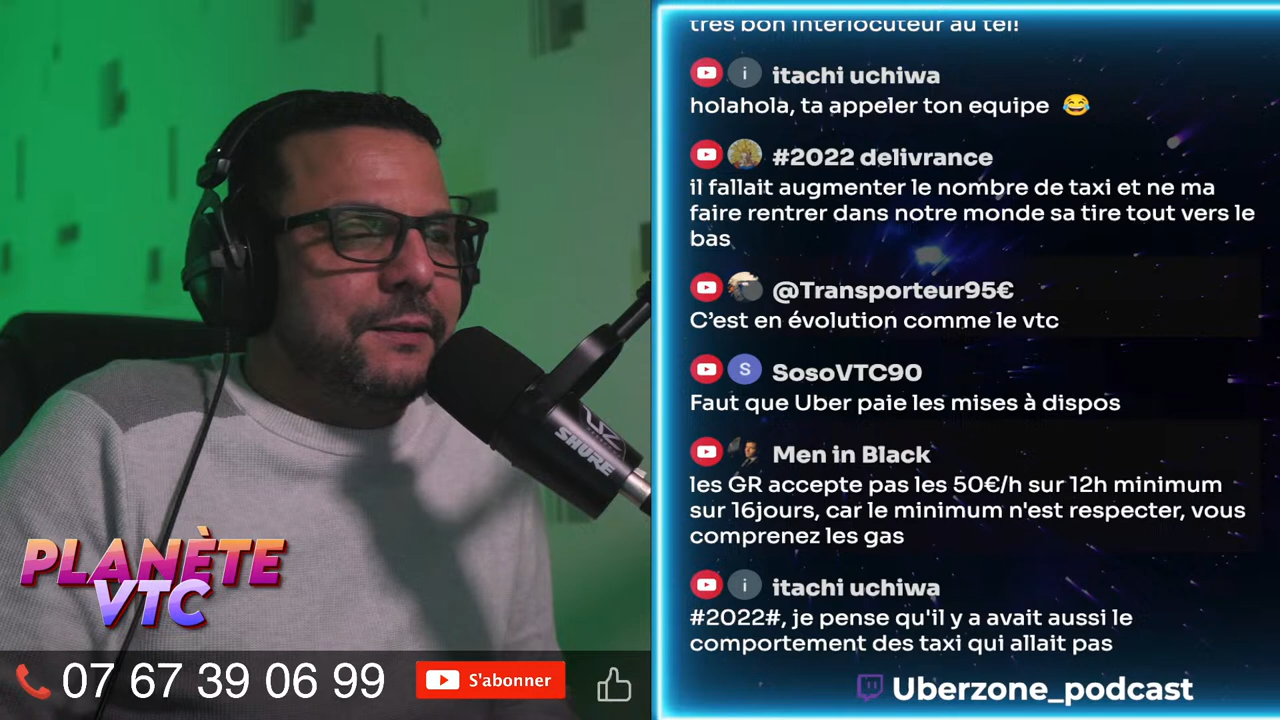 très bon interlocuteur au tel!
itachi uchiwa
holahola, ta appeler ton equipe 😂
#2022 delivrance
il fallait augmenter le nombre de taxi et ne ma
faire rentrer dans notre monde sa tire tout vers le
bas
@Transporteur95€
C'est en évolution comme le vtc
S SosoVTC90
Faut que Uber paie les mises à dispos
Men in Black
les GR accepte pas les 50€/h sur 12h minimum
sur 16jours, car le minimum n'est respecter, vous
comprenez les gas
i itachi uchiwa
#2022#, je pense qu'il y a avait aussi le
comportement des taxi qui allait pas
Uberzone_podcast
SHURE
PLANÈTE
VTC
07 67 39 06 99
S'abonner